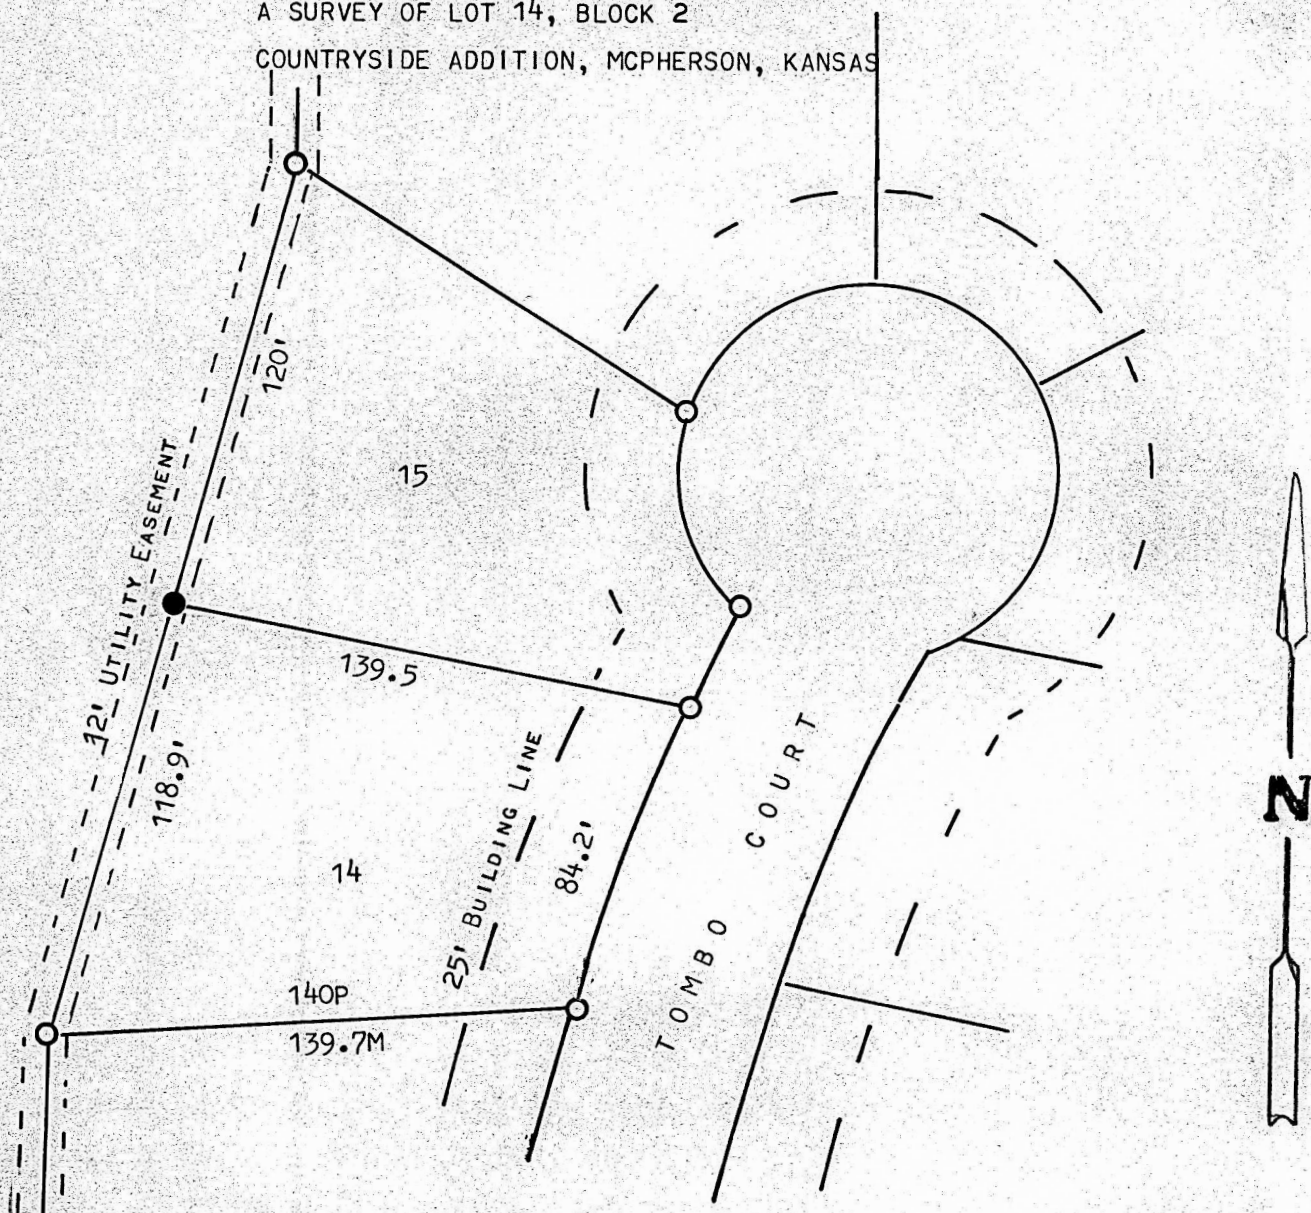 A SURVEY OF LOT 14, BLOCK 2
COUNTRYSIDE ADDITION, MCPHERSON, KANSAS
120'
15
12' UTILITY EASEMENT
139.5
118.9'
14
25' BUILDING LINE
84.2'
TOMBO COURT
140P
139.7M
N